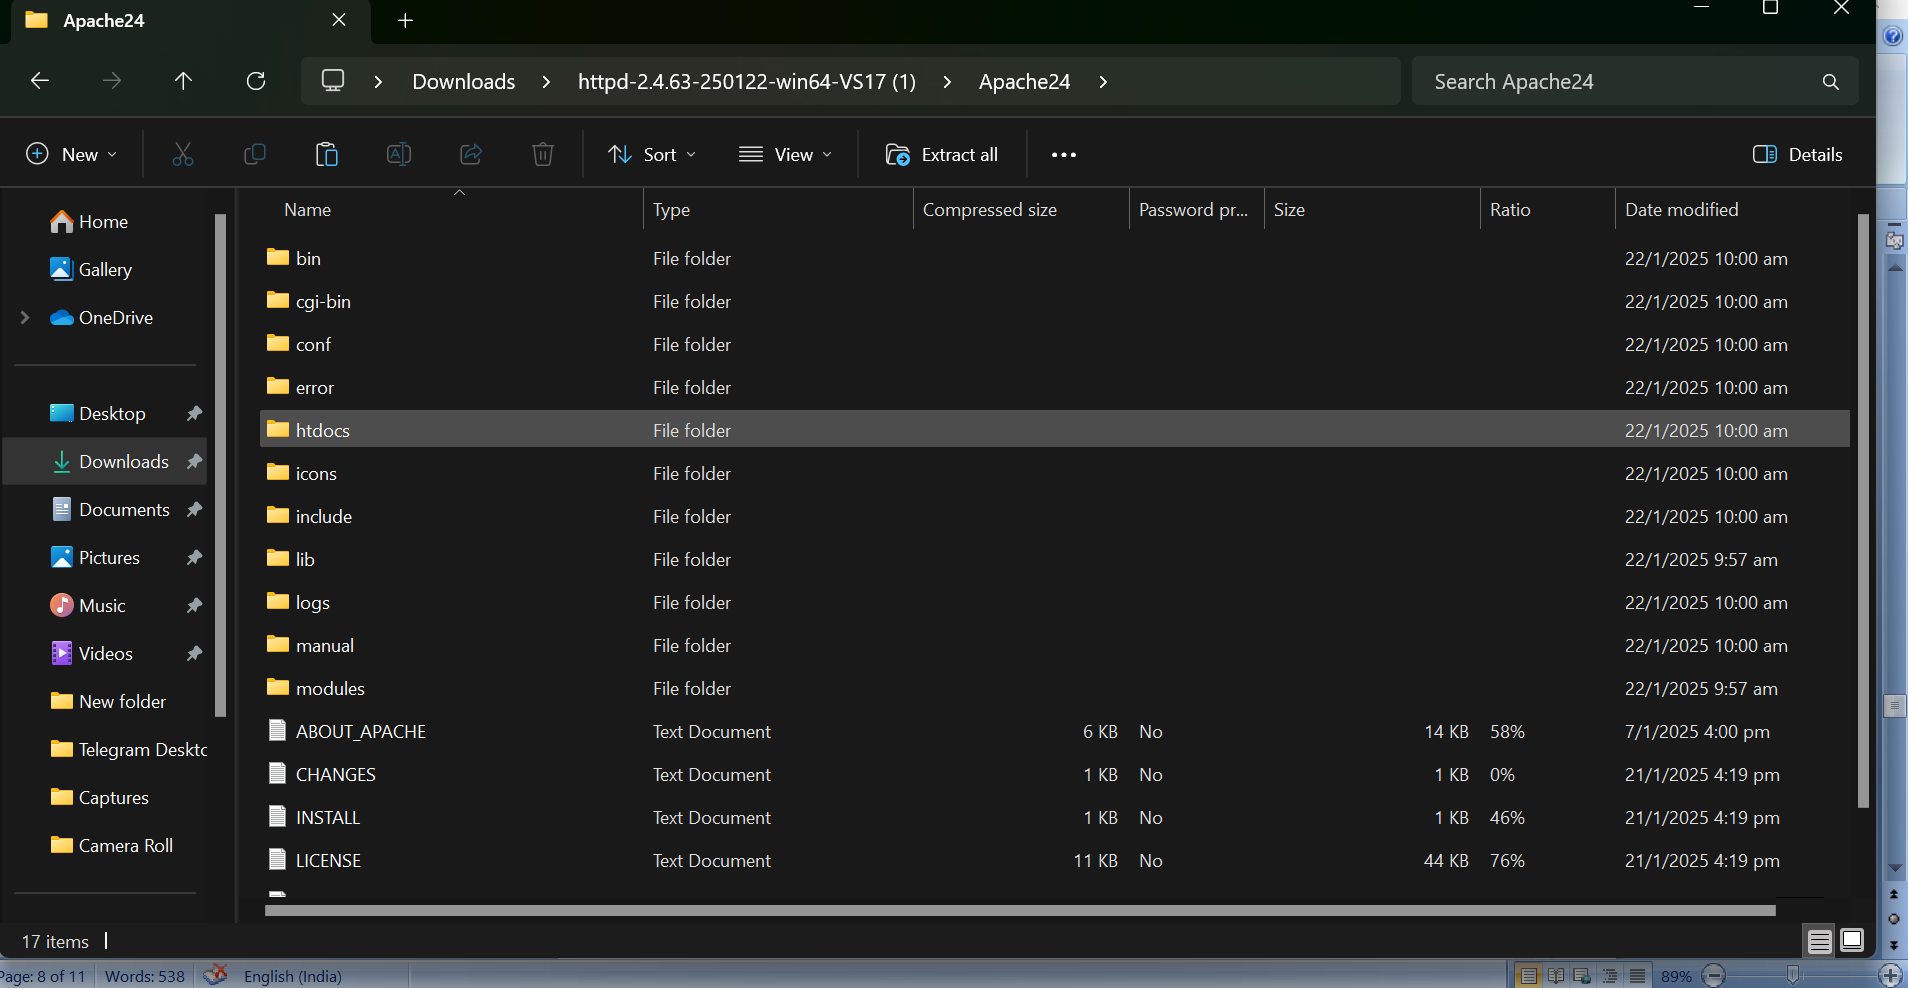 Apache24
Downloads > httpd-2.4.63-250122-win64-VS17 (1) > Apache24 >
Search Apache24
New
Sort
View
Extract all
Details
Name Type Compressed size Password pr... Size Ratio Date modified
Home
Gallery
OneDrive
Desktop
Downloads
Documents
Pictures
Music
Videos
New folder
Telegram Deskto
Captures
Camera Roll
bin File folder 22/1/2025 10:00 am
cgi-bin File folder 22/1/2025 10:00 am
conf File folder 22/1/2025 10:00 am
error File folder 22/1/2025 10:00 am
htdocs File folder 22/1/2025 10:00 am
icons File folder 22/1/2025 10:00 am
include File folder 22/1/2025 10:00 am
lib File folder 22/1/2025 9:57 am
logs File folder 22/1/2025 10:00 am
manual File folder 22/1/2025 10:00 am
modules File folder 22/1/2025 9:57 am
ABOUT_APACHE Text Document 6 KB No 14 KB 58% 7/1/2025 4:00 pm
CHANGES Text Document 1 KB No 1 KB 0% 21/1/2025 4:19 pm
INSTALL Text Document 1 KB No 1 KB 46% 21/1/2025 4:19 pm
LICENSE Text Document 11 KB No 44 KB 76% 21/1/2025 4:19 pm
17 items
Page: 8 of 11 Words: 538 English (India) 89%